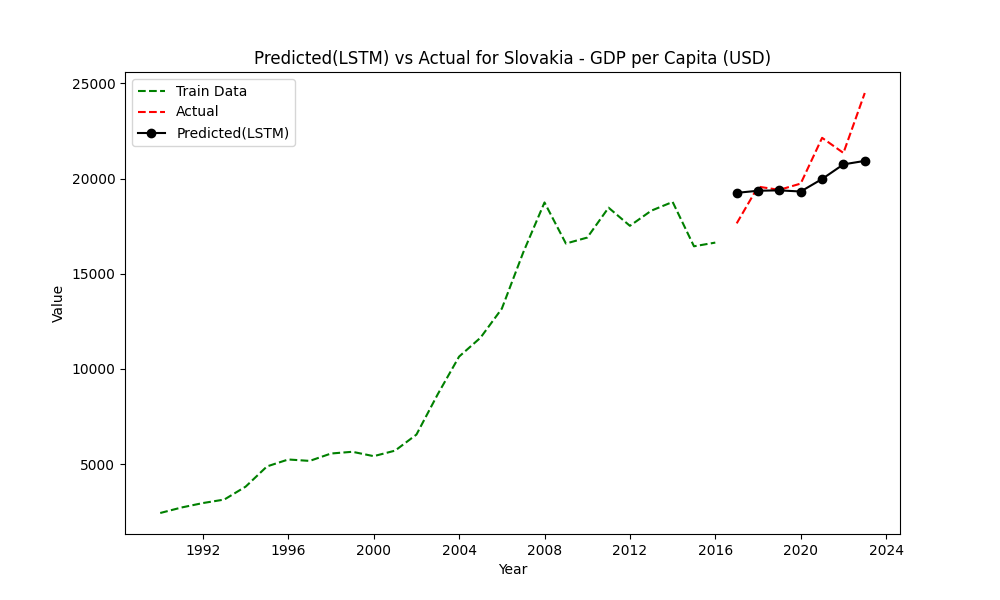 Predicted(LSTM) vs Actual for Slovakia - GDP per Capita (USD)
Train Data
Actual
Predicted(LSTM)
25000
20000
15000
10000
5000
Value
1992 1996 2000 2004 2008 2012 2016 2020 2024
Year